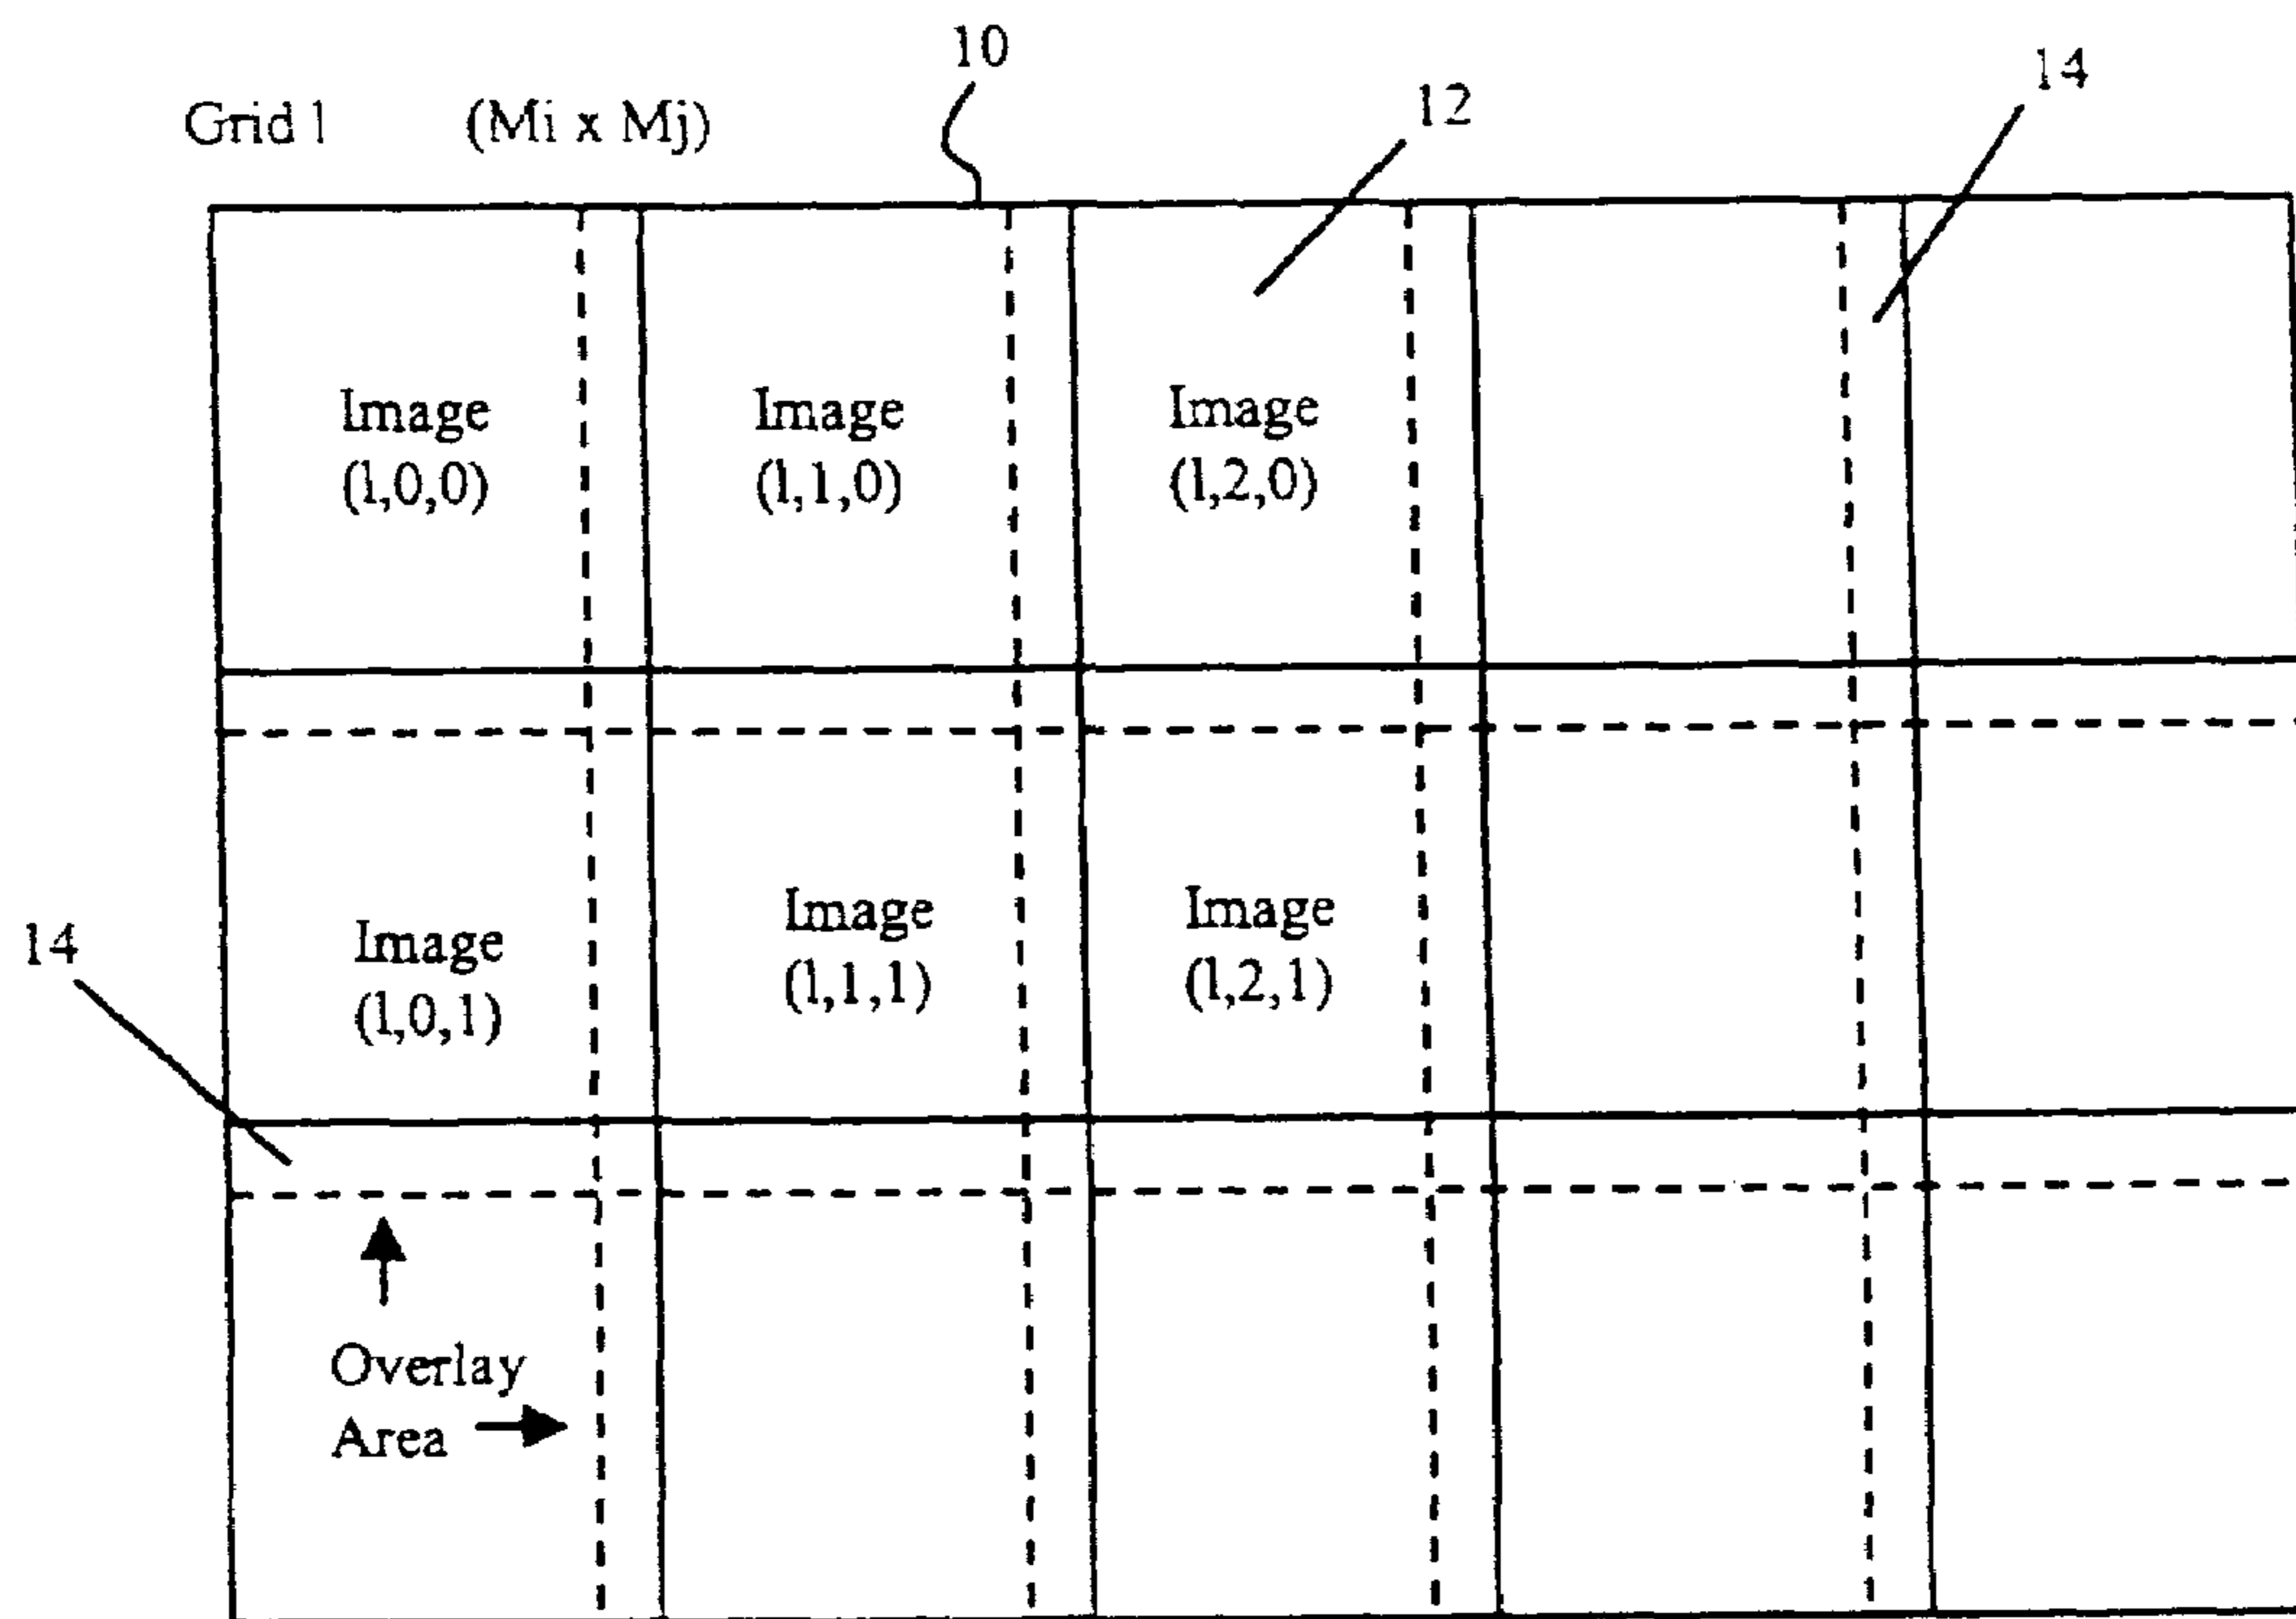 10
14
12
Grid l (Mi x Mj)
Image
(l,0,0)
Image
(l,1,0)
Image
(l,2,0)
14
Image
(l,0,1)
Image
(l,1,1)
Image
(l,2,1)
Overlay
Area